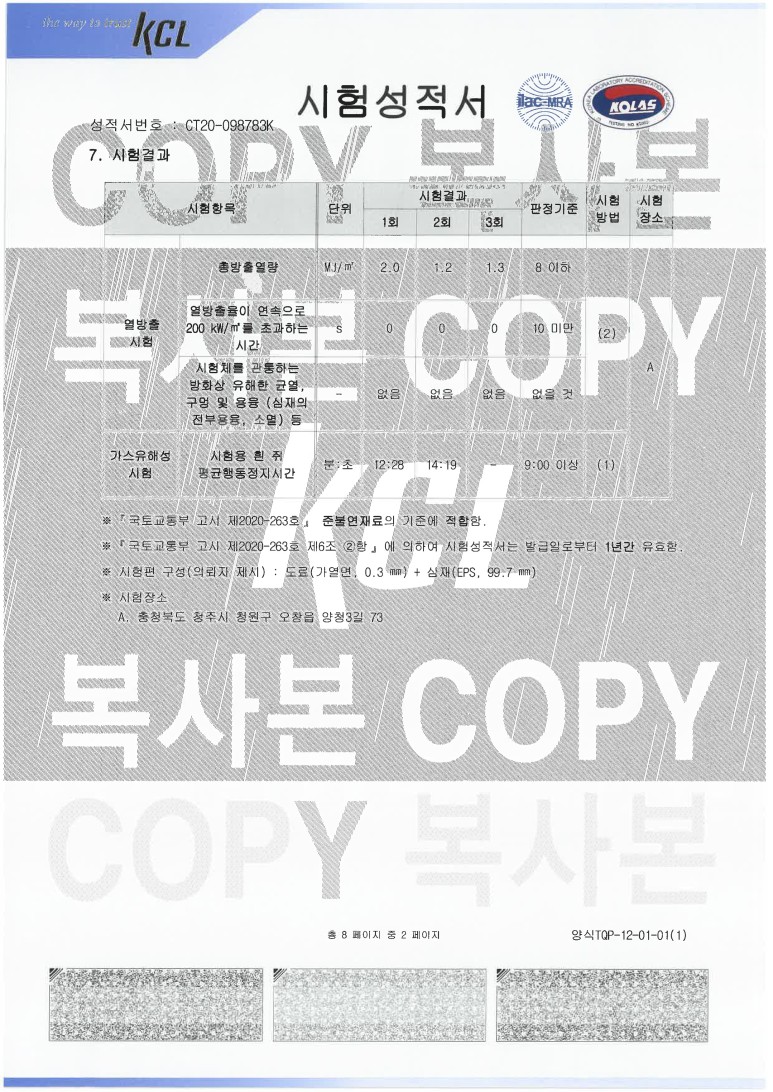 the way to trust KCL
시험성적서
ilac-MRA
KOREA LABORATORY ACCREDITATION SCHEME
KOLAS
성적서번호 : CT20-098783K
7. 시험결과
시험항목 단위 시험결과 판정기준 시험방법 시험장소
1회 2회 3회
열방출 시험
총방출열량 MJ/㎡ 2.0 1.2 1.3 8 이하
열방출율이 연속으로
200 kW/㎡를 초과하는
시간
s 0 0 0 10 미만 (2) A
시험체를 관통하는
방화상 유해한 균열,
구멍 및 용융 (심재의
전부용융, 소멸) 등
- 없음 없음 없음 없을 것
가스유해성 시험
시험용 흰 쥐
평균행동정지시간
분:초 12:28 14:19 - 9:00 이상 (1)
※ 『국토교통부 고시 제2020-263호』 준불연재료의 기준에 적합함.
※ 『국토교통부 고시 제2020-263호 제6조 ②항』에 의하여 시험성적서는 발급일로부터 1년간 유효함.
※ 시험편 구성(의뢰자 제시) : 도료(가열면, 0.3 ㎜) + 심재(EPS, 99.7 ㎜)
※ 시험장소
A. 충청북도 청주시 청원구 오창읍 양청3길 73
COPY 복사본
복사본 COPY
KCL
복사본 COPY
COPY 복사본
총 8 페이지 중 2 페이지
양식TQP-12-01-01(1)